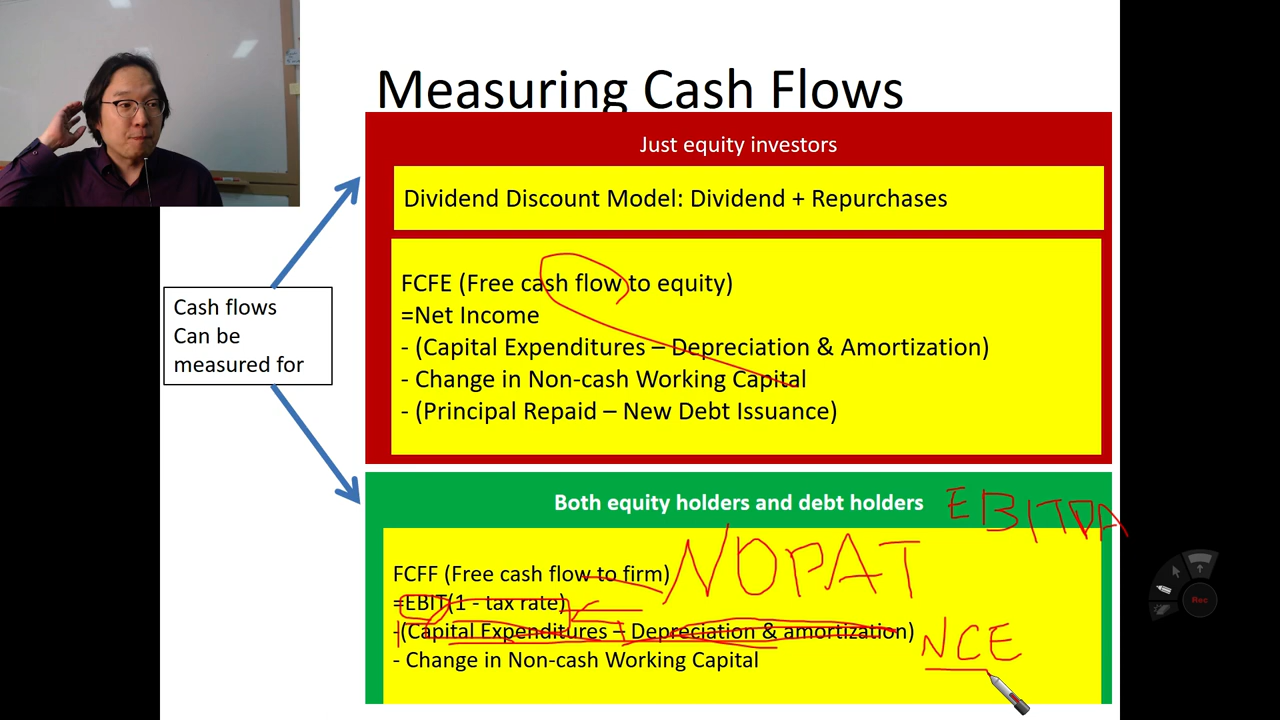 Measuring Cash Flows
Just equity investors
Dividend Discount Model: Dividend + Repurchases
FCFE (Free cash flow to equity)
=Net Income
- (Capital Expenditures – Depreciation & Amortization)
- Change in Non-cash Working Capital
- (Principal Repaid – New Debt Issuance)
Cash flows
Can be
measured for
Both equity holders and debt holders
EBITDA
FCFF (Free cash flow to firm)
NOPAT
=EBIT(1 - tax rate)
-(Capital Expenditures – Depreciation & amortization)
NCE
- Change in Non-cash Working Capital
Rec